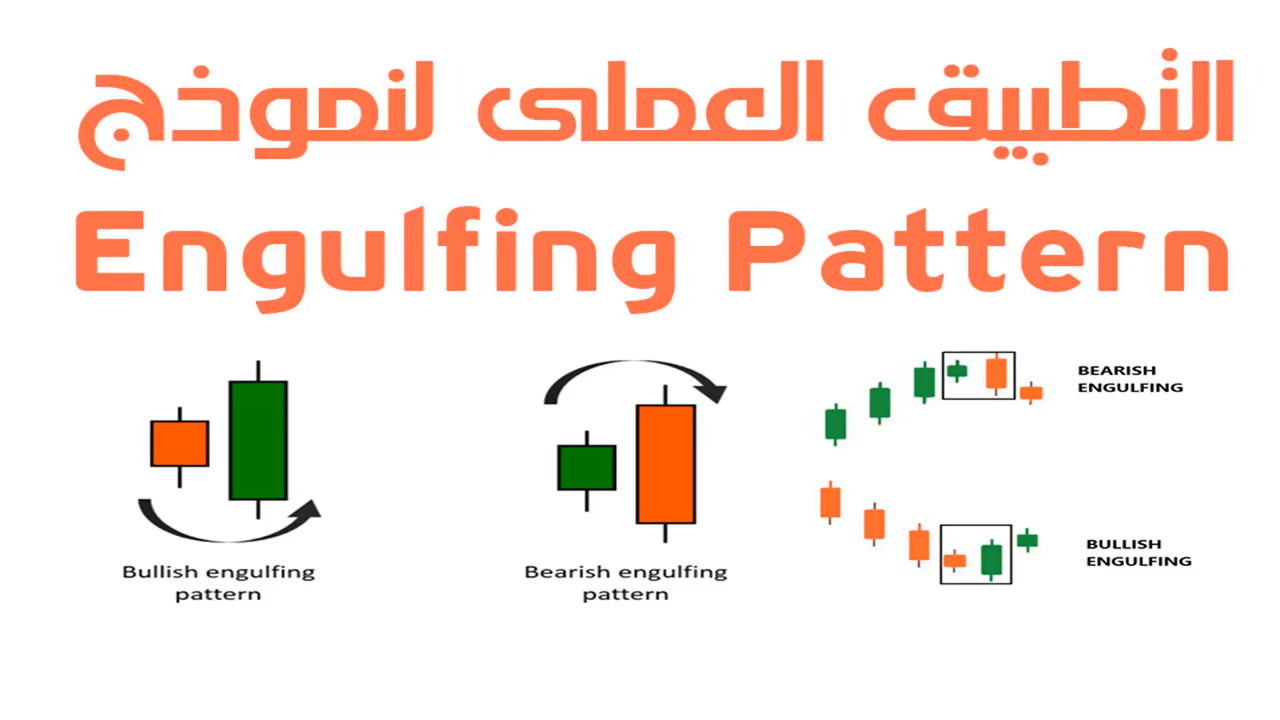 التطبيق العملى لنموذج
Engulfing Pattern
Bullish engulfing
pattern
Bearish engulfing
pattern
BEARISH
ENGULFING
BULLISH
ENGULFING